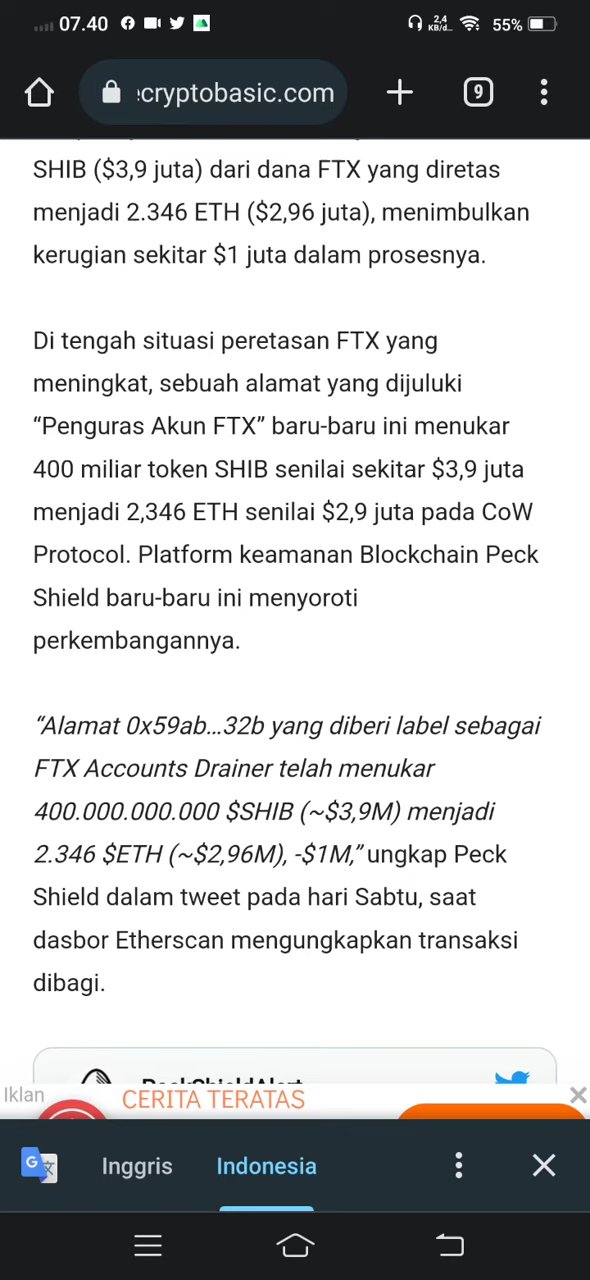 07.40
2,4
KB/d...
55%
cryptobasic.com
9
SHIB ($3,9 juta) dari dana FTX yang diretas
menjadi 2.346 ETH ($2,96 juta), menimbulkan
kerugian sekitar $1 juta dalam prosesnya.
Di tengah situasi peretasan FTX yang
meningkat, sebuah alamat yang dijuluki
“Penguras Akun FTX” baru-baru ini menukar
400 miliar token SHIB senilai sekitar $3,9 juta
menjadi 2,346 ETH senilai $2,9 juta pada CoW
Protocol. Platform keamanan Blockchain Peck
Shield baru-baru ini menyoroti
perkembangannya.
“Alamat 0x59ab...32b yang diberi label sebagai
FTX Accounts Drainer telah menukar
400.000.000.000 $SHIB (~$3,9M) menjadi
2.346 $ETH (~$2,96M), -$1M,” ungkap Peck
Shield dalam tweet pada hari Sabtu, saat
dasbor Etherscan mengungkapkan transaksi
dibagi.
PeckShieldAlert
Iklan
CERITA TERATAS
Inggris
Indonesia